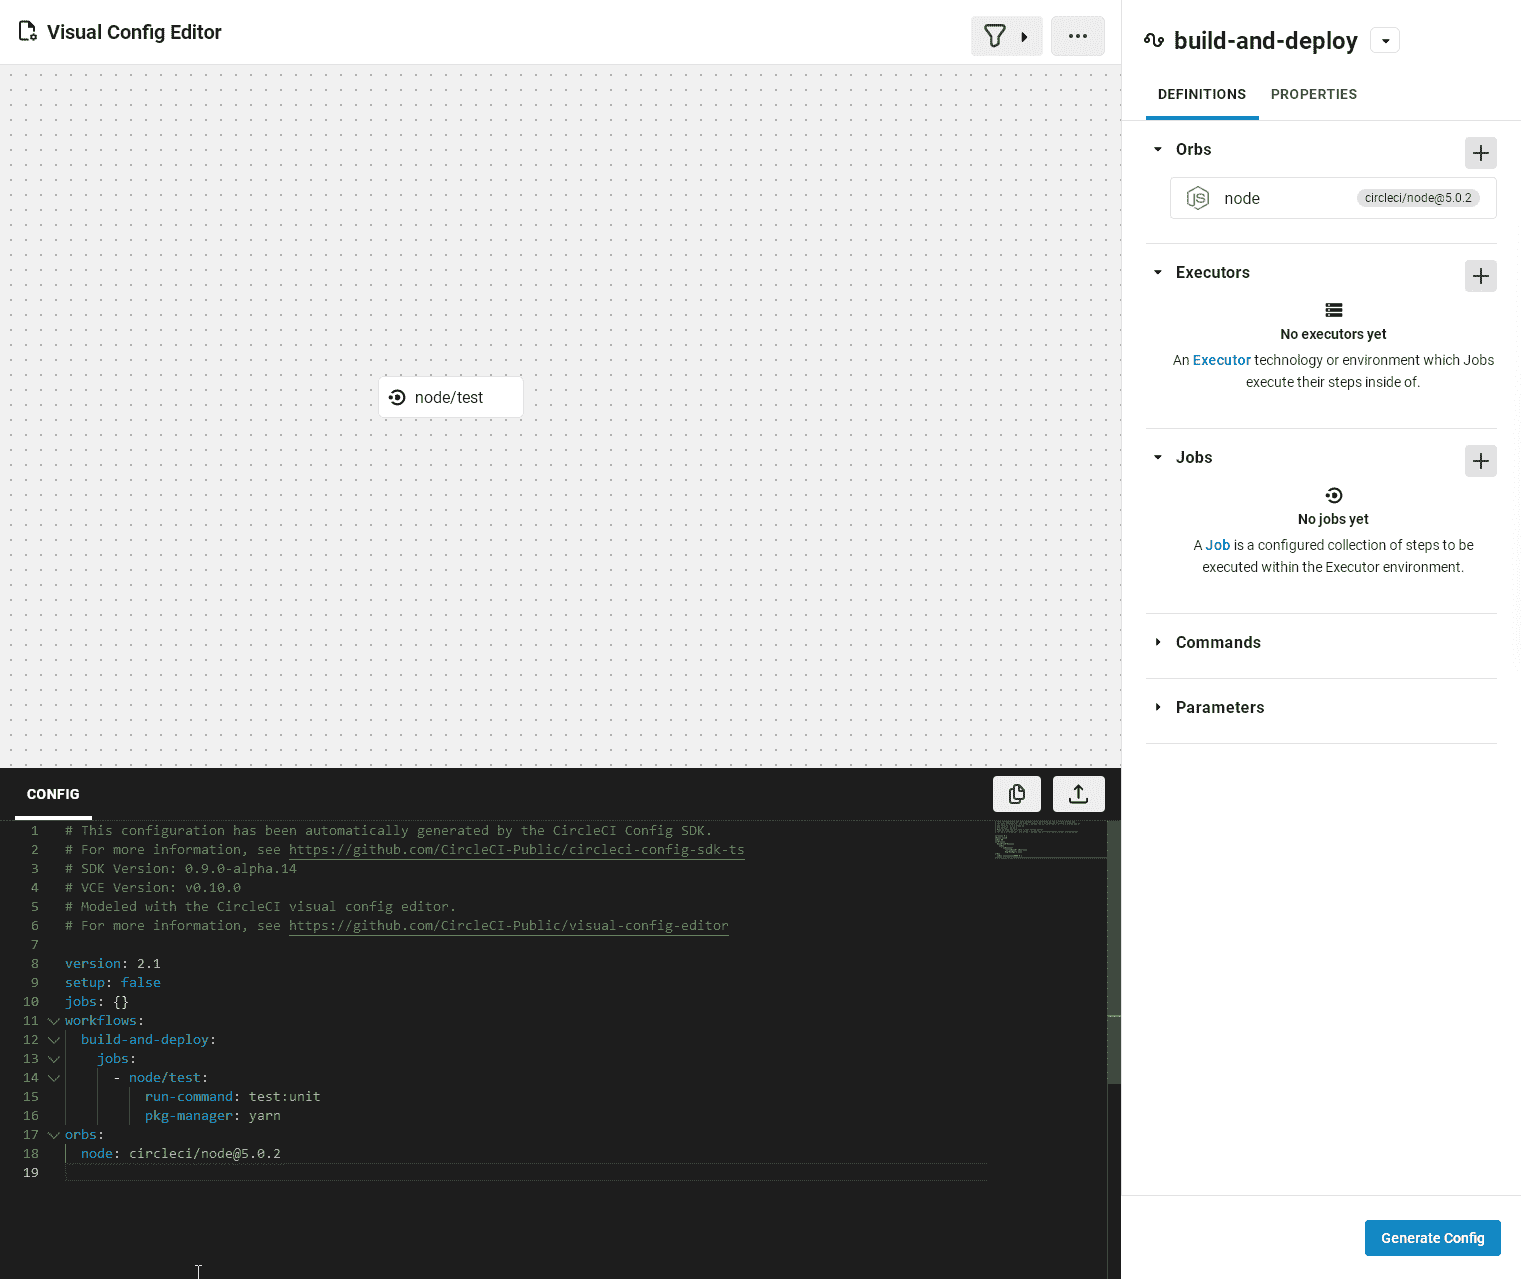 Visual Config Editor
build-and-deploy
DEFINITIONS PROPERTIES
Orbs
node circleci/node@5.0.2
Executors
No executors yet
An Executor technology or environment which Jobs
execute their steps inside of.
Jobs
No jobs yet
A Job is a configured collection of steps to be
executed within the Executor environment.
Commands
Parameters
Generate Config
node/test
CONFIG
1 # This configuration has been automatically generated by the CircleCI Config SDK.
2 # For more information, see https://github.com/CircleCI-Public/circleci-config-sdk-ts
3 # SDK Version: 0.9.0-alpha.14
4 # VCE Version: v0.10.0
5 # Modeled with the CircleCI visual config editor.
6 # For more information, see https://github.com/CircleCI-Public/visual-config-editor
7
8 version: 2.1
9 setup: false
10 jobs: {}
11 workflows:
12 build-and-deploy:
13 jobs:
14 - node/test:
15 run-command: test:unit
16 pkg-manager: yarn
17 orbs:
18 node: circleci/node@5.0.2
19